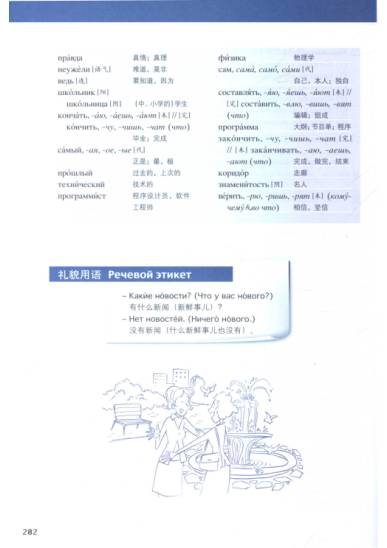 пра́вда 真情；真理
неуже́ли [语气] 难道，莫非
ведь [连] 要知道，因为
шко́льник [阳]
шко́льница [阴] (中、小学的)学生
конча́ть, -а́ю, -а́ешь, -а́ют [未] // [完]
ко́нчить, -чу, -чишь, -чат (что)
毕业；完成
са́мый, -ая, -ое, -ые [代]
正是；最，极
про́шлый 过去的，上次的
техни́ческий 技术的
программи́ст 程序设计员，软件
工程师
фи́зика 物理学
сам, сама́, само́, са́ми [代]
自己，本人；独自
составля́ть, -я́ю, -я́ешь, -я́ют [未] //
[完] соста́вить, -влю, -вишь, -вят
(что) 编辑；组成
програ́мма 大纲；节目单；程序
зако́нчить, -чу, -чишь, -чат [完]
// [未] зака́нчивать, -аю, -аешь,
-ают (что) 完成，做完，结束
коридо́р 走廊
знамени́тость [阴] 名人
ве́рить, -рю, -ришь, -рят [未] (кому́-
чему́ в что) 相信，坚信
礼貌用语 Речевой этикет
– Каки́е но́вости? (Что у вас но́вого?)
有什么新闻（新鲜事儿）？
– Нет новосте́й. (Ничего́ но́вого.)
没有新闻（什么新鲜事儿也没有）。
202